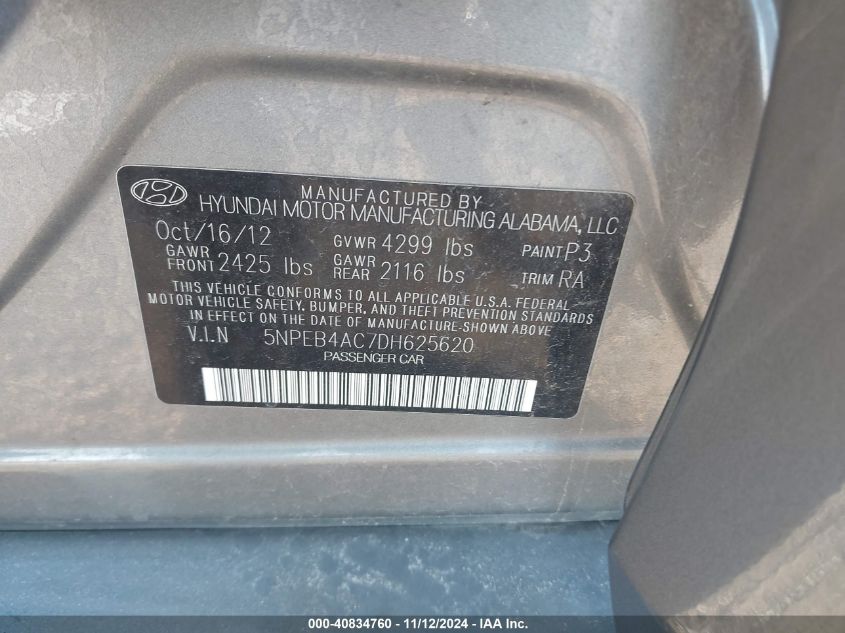 MANUFACTURED BY
HYUNDAI MOTOR MANUFACTURING ALABAMA, LLC
Oct/16/12 GVWR 4299 lbs PAINT P3
GAWR FRONT 2425 lbs GAWR REAR 2116 lbs TRIM RA
THIS VEHICLE CONFORMS TO ALL APPLICABLE U.S.A. FEDERAL
MOTOR VEHICLE SAFETY, BUMPER, AND THEFT PREVENTION STANDARDS
IN EFFECT ON THE DATE OF MANUFACTURE SHOWN ABOVE
V.I.N 5NPEB4AC7DH625620
PASSENGER CAR
000-40834760 - 11/12/2024 - IAA Inc.